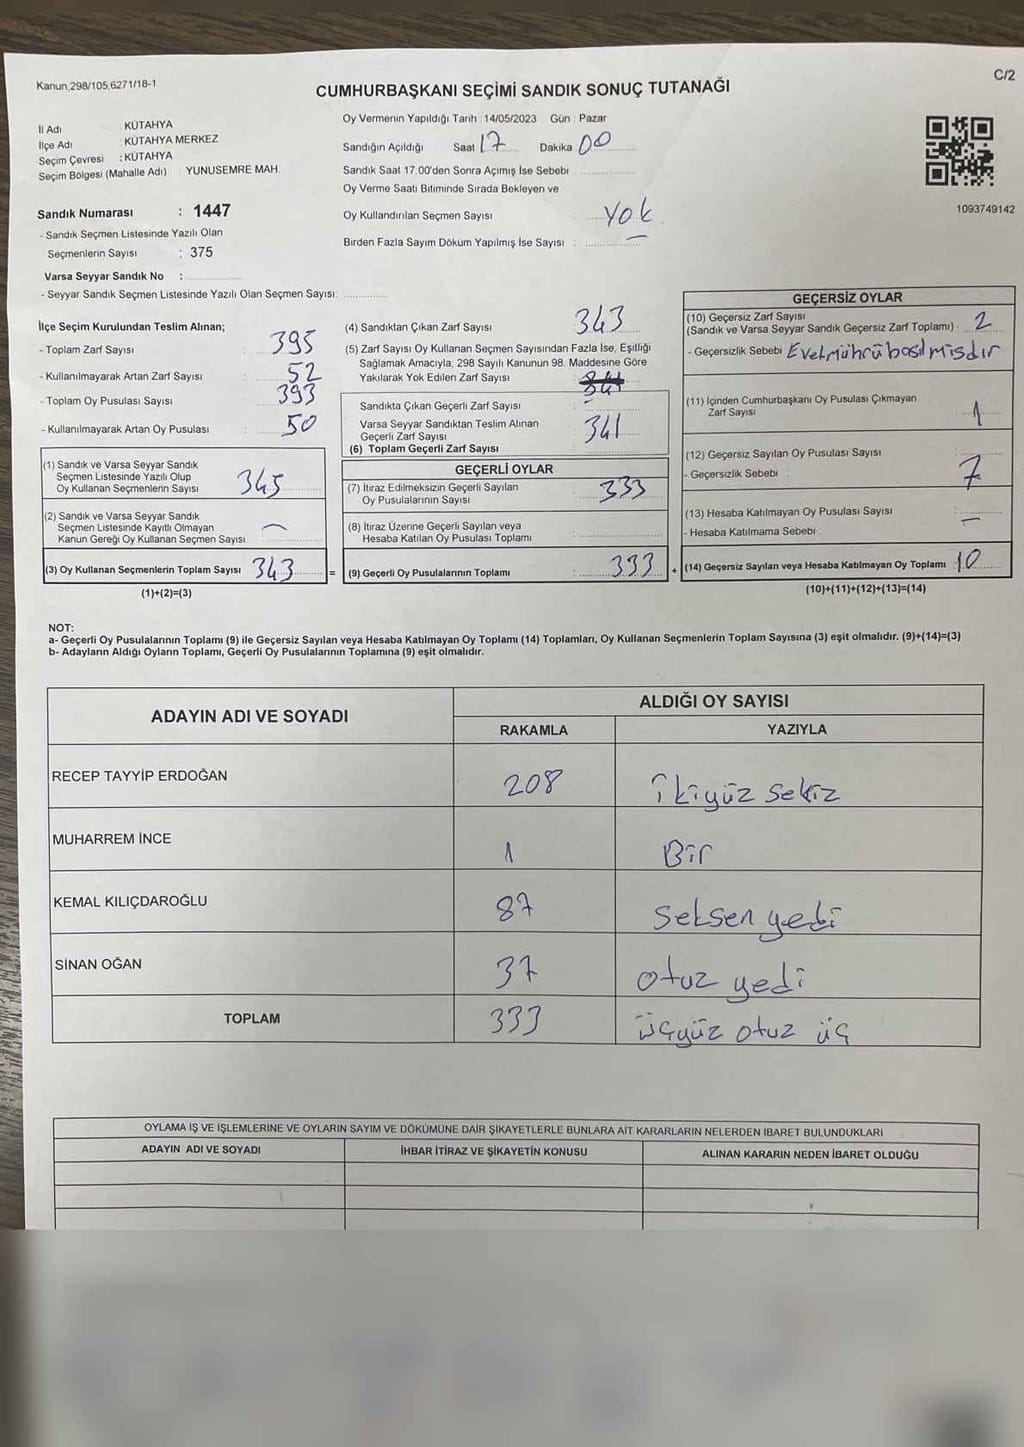 Kanun,298/105,6271/18-1
C/2
CUMHURBAŞKANI SEÇİMİ SANDIK SONUÇ TUTANAĞI
İl Adı : KÜTAHYA
İlçe Adı : KÜTAHYA MERKEZ
Seçim Çevresi : KÜTAHYA
Seçim Bölgesi (Mahalle Adı) : YUNUSEMRE MAH.
Sandık Numarası : 1447
- Sandık Seçmen Listesinde Yazılı Olan
Seçmenlerin Sayısı : 375
Varsa Seyyar Sandık No :
- Seyyar Sandık Seçmen Listesinde Yazılı Olan Seçmen Sayısı:
Oy Vermenin Yapıldığı Tarih : 14/05/2023 Gün : Pazar
Sandığın Açıldığı Saat 17 Dakika 00
Sandık Saat 17:00'den Sonra Açımış İse Sebebi
Oy Verme Saati Bitiminde Sırada Bekleyen ve
Oy Kullandırılan Seçmen Sayısı : Yok
Birden Fazla Sayım Döküm Yapılmış İse Sayısı : —
1093749142
İlçe Seçim Kurulundan Teslim Alınan;
- Toplam Zarf Sayısı : 395
- Kullanılmayarak Artan Zarf Sayısı : 52
- Toplam Oy Pusulası Sayısı : 393
- Kullanılmayarak Artan Oy Pusulası : 50
(1) Sandık ve Varsa Seyyar Sandık
Seçmen Listesinde Yazılı Olup
Oy Kullanan Seçmenlerin Sayısı 345
(2) Sandık ve Varsa Seyyar Sandık
Seçmen Listesinde Kayıtlı Olmayan
Kanun Gereği Oy Kullanan Seçmen Sayısı : —
(3) Oy Kullanan Seçmenlerin Toplam Sayısı 343
(1)+(2)=(3)
=
(4) Sandıktan Çıkan Zarf Sayısı : 343
(5) Zarf Sayısı Oy Kullanan Seçmen Sayısından Fazla İse, Eşitliği
Sağlamak Amacıyla, 298 Sayılı Kanunun 98. Maddesine Göre
Yakılarak Yok Edilen Zarf Sayısı
Sandıkta Çıkan Geçerli Zarf Sayısı : 341
Varsa Seyyar Sandıktan Teslim Alınan
Geçerli Zarf Sayısı
(6) Toplam Geçerli Zarf Sayısı 341
GEÇERLİ OYLAR
(7) İtiraz Edilmeksizin Geçerli Sayılan
Oy Pusulalarının Sayısı : 333
(8) İtiraz Üzerine Geçerli Sayılan veya
Hesaba Katılan Oy Pusulası Toplamı :
(9) Geçerli Oy Pusulalarının Toplamı : 333
+
GEÇERSİZ OYLAR
(10) Geçersiz Zarf Sayısı
(Sandık ve Varsa Seyyar Sandık Geçersiz Zarf Toplamı) : 2
- Geçersizlik Sebebi : Evet mührü basılmısdır
(11) İçinden Cumhurbaşkanı Oy Pusulası Çıkmayan
Zarf Sayısı : 1
(12) Geçersiz Sayılan Oy Pusulası Sayısı : 7
- Geçersizlik Sebebi :
(13) Hesaba Katılmayan Oy Pusulası Sayısı : —
- Hesaba Katılmama Sebebi :
(14) Geçersiz Sayılan veya Hesaba Katılmayan Oy Toplamı 10
(10)+(11)+(12)+(13)=(14)
NOT:
a- Geçerli Oy Pusulalarının Toplamı (9) ile Geçersiz Sayılan veya Hesaba Katılmayan Oy Toplamı (14) Toplamları, Oy Kullanan Seçmenlerin Toplam Sayısına (3) eşit olmalıdır. (9)+(14)=(3)
b- Adayların Aldığı Oyların Toplamı, Geçerli Oy Pusulalarının Toplamına (9) eşit olmalıdır.
ADAYIN ADI VE SOYADI
ALDIĞI OY SAYISI
RAKAMLA YAZIYLA
RECEP TAYYİP ERDOĞAN 208 ikiyüz sekiz
MUHARREM İNCE 1 Bir
KEMAL KILIÇDAROĞLU 87 seksen yedi
SİNAN OĞAN 37 otuz yedi
TOPLAM 333 üçyüz otuz üç
OYLAMA İŞ VE İŞLEMLERİNE VE OYLARIN SAYIM VE DÖKÜMÜNE DAİR ŞİKAYETLERLE BUNLARA AİT KARARLARIN NELERDEN İBARET BULUNDUKLARI
ADAYIN ADI VE SOYADI İHBAR İTİRAZ VE ŞİKAYETİN KONUSU ALINAN KARARIN NEDEN İBARET OLDUĞU